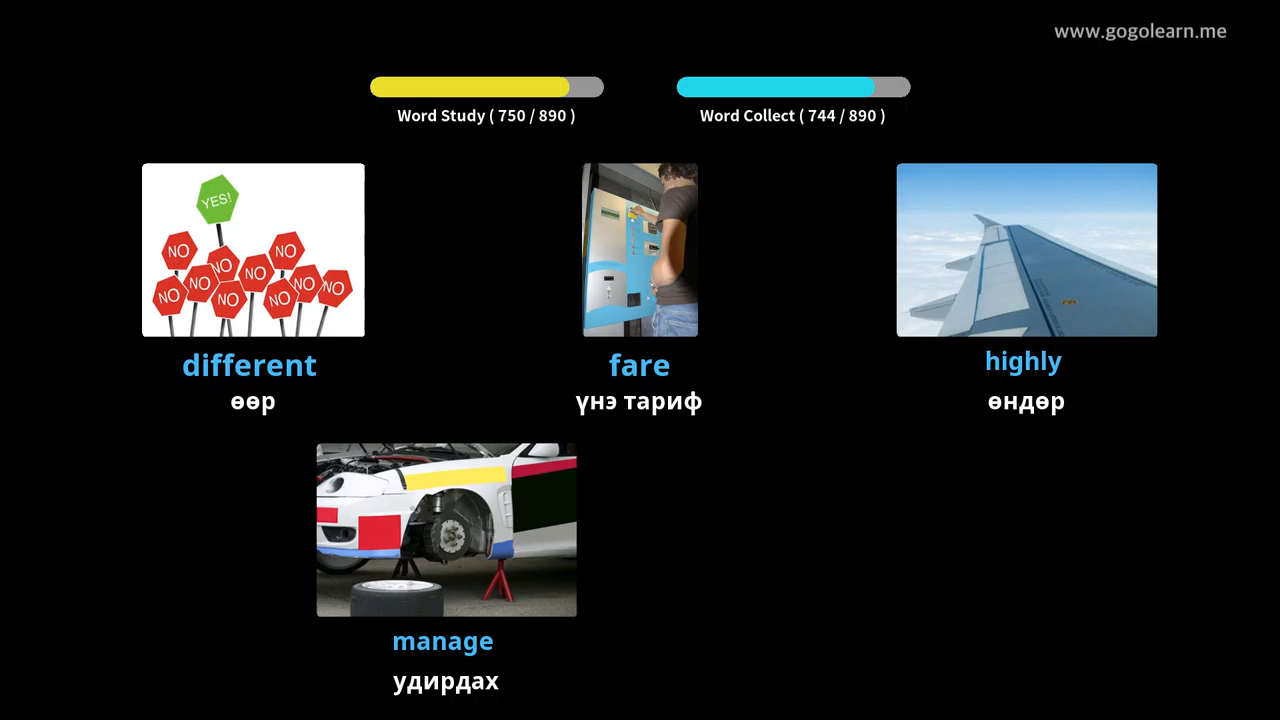 www.gogolearn.me
Word Study ( 750 / 890 )
Word Collect ( 744 / 890 )
YES!
NO
NO
NO
NO
NO
NO
NO
NO
NO
NO
different
өөр
fare
үнэ тариф
highly
өндөр
manage
удирдах